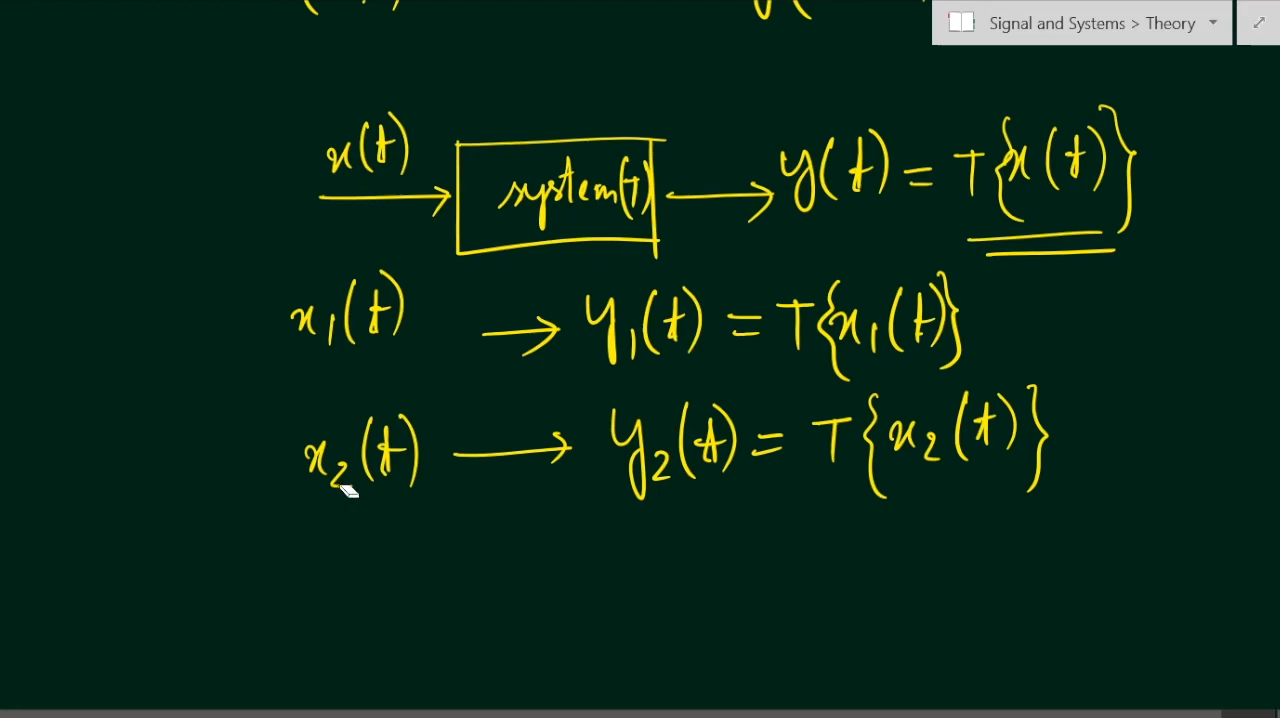 Signal and Systems > Theory
x(t) → system(T) → y(t) = T{x(t)}
x₁(t) → y₁(t) = T{x₁(t)}
x₂(t) → y₂(t) = T{x₂(t)}